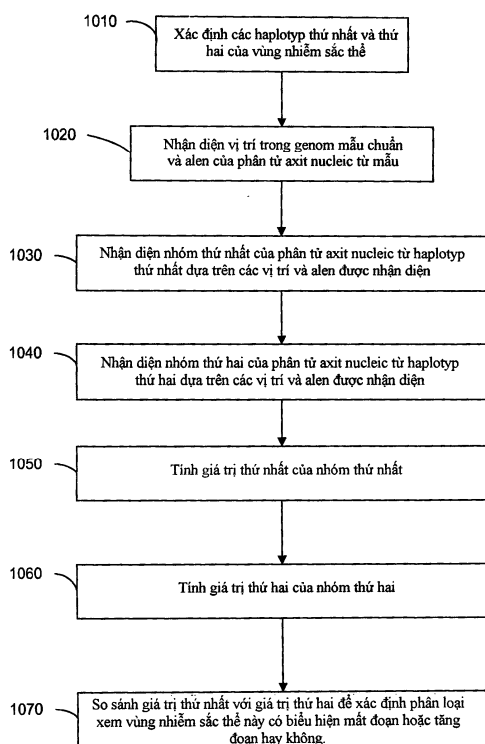 1010
Xác định các haplotyp thứ nhất và thứ
hai của vùng nhiễm sắc thể
1020
Nhận diện vị trí trong genom mẫu chuẩn
và alen của phân tử axit nucleic từ mẫu
1030
Nhận diện nhóm thứ nhất của phân tử axit nucleic từ haplotyp
thứ nhất dựa trên các vị trí và alen được nhận diện
1040
Nhận diện nhóm thứ hai của phân tử axit nucleic từ haplotyp
thứ hai dựa trên các vị trí và alen được nhận diện
1050
Tính giá trị thứ nhất của nhóm thứ nhất
1060
Tính giá trị thứ hai của nhóm thứ hai
1070
So sánh giá trị thứ nhất với giá trị thứ hai để xác định phân loại
xem vùng nhiễm sắc thể này có biểu hiện mất đoạn hoặc tăng
đoạn hay không.